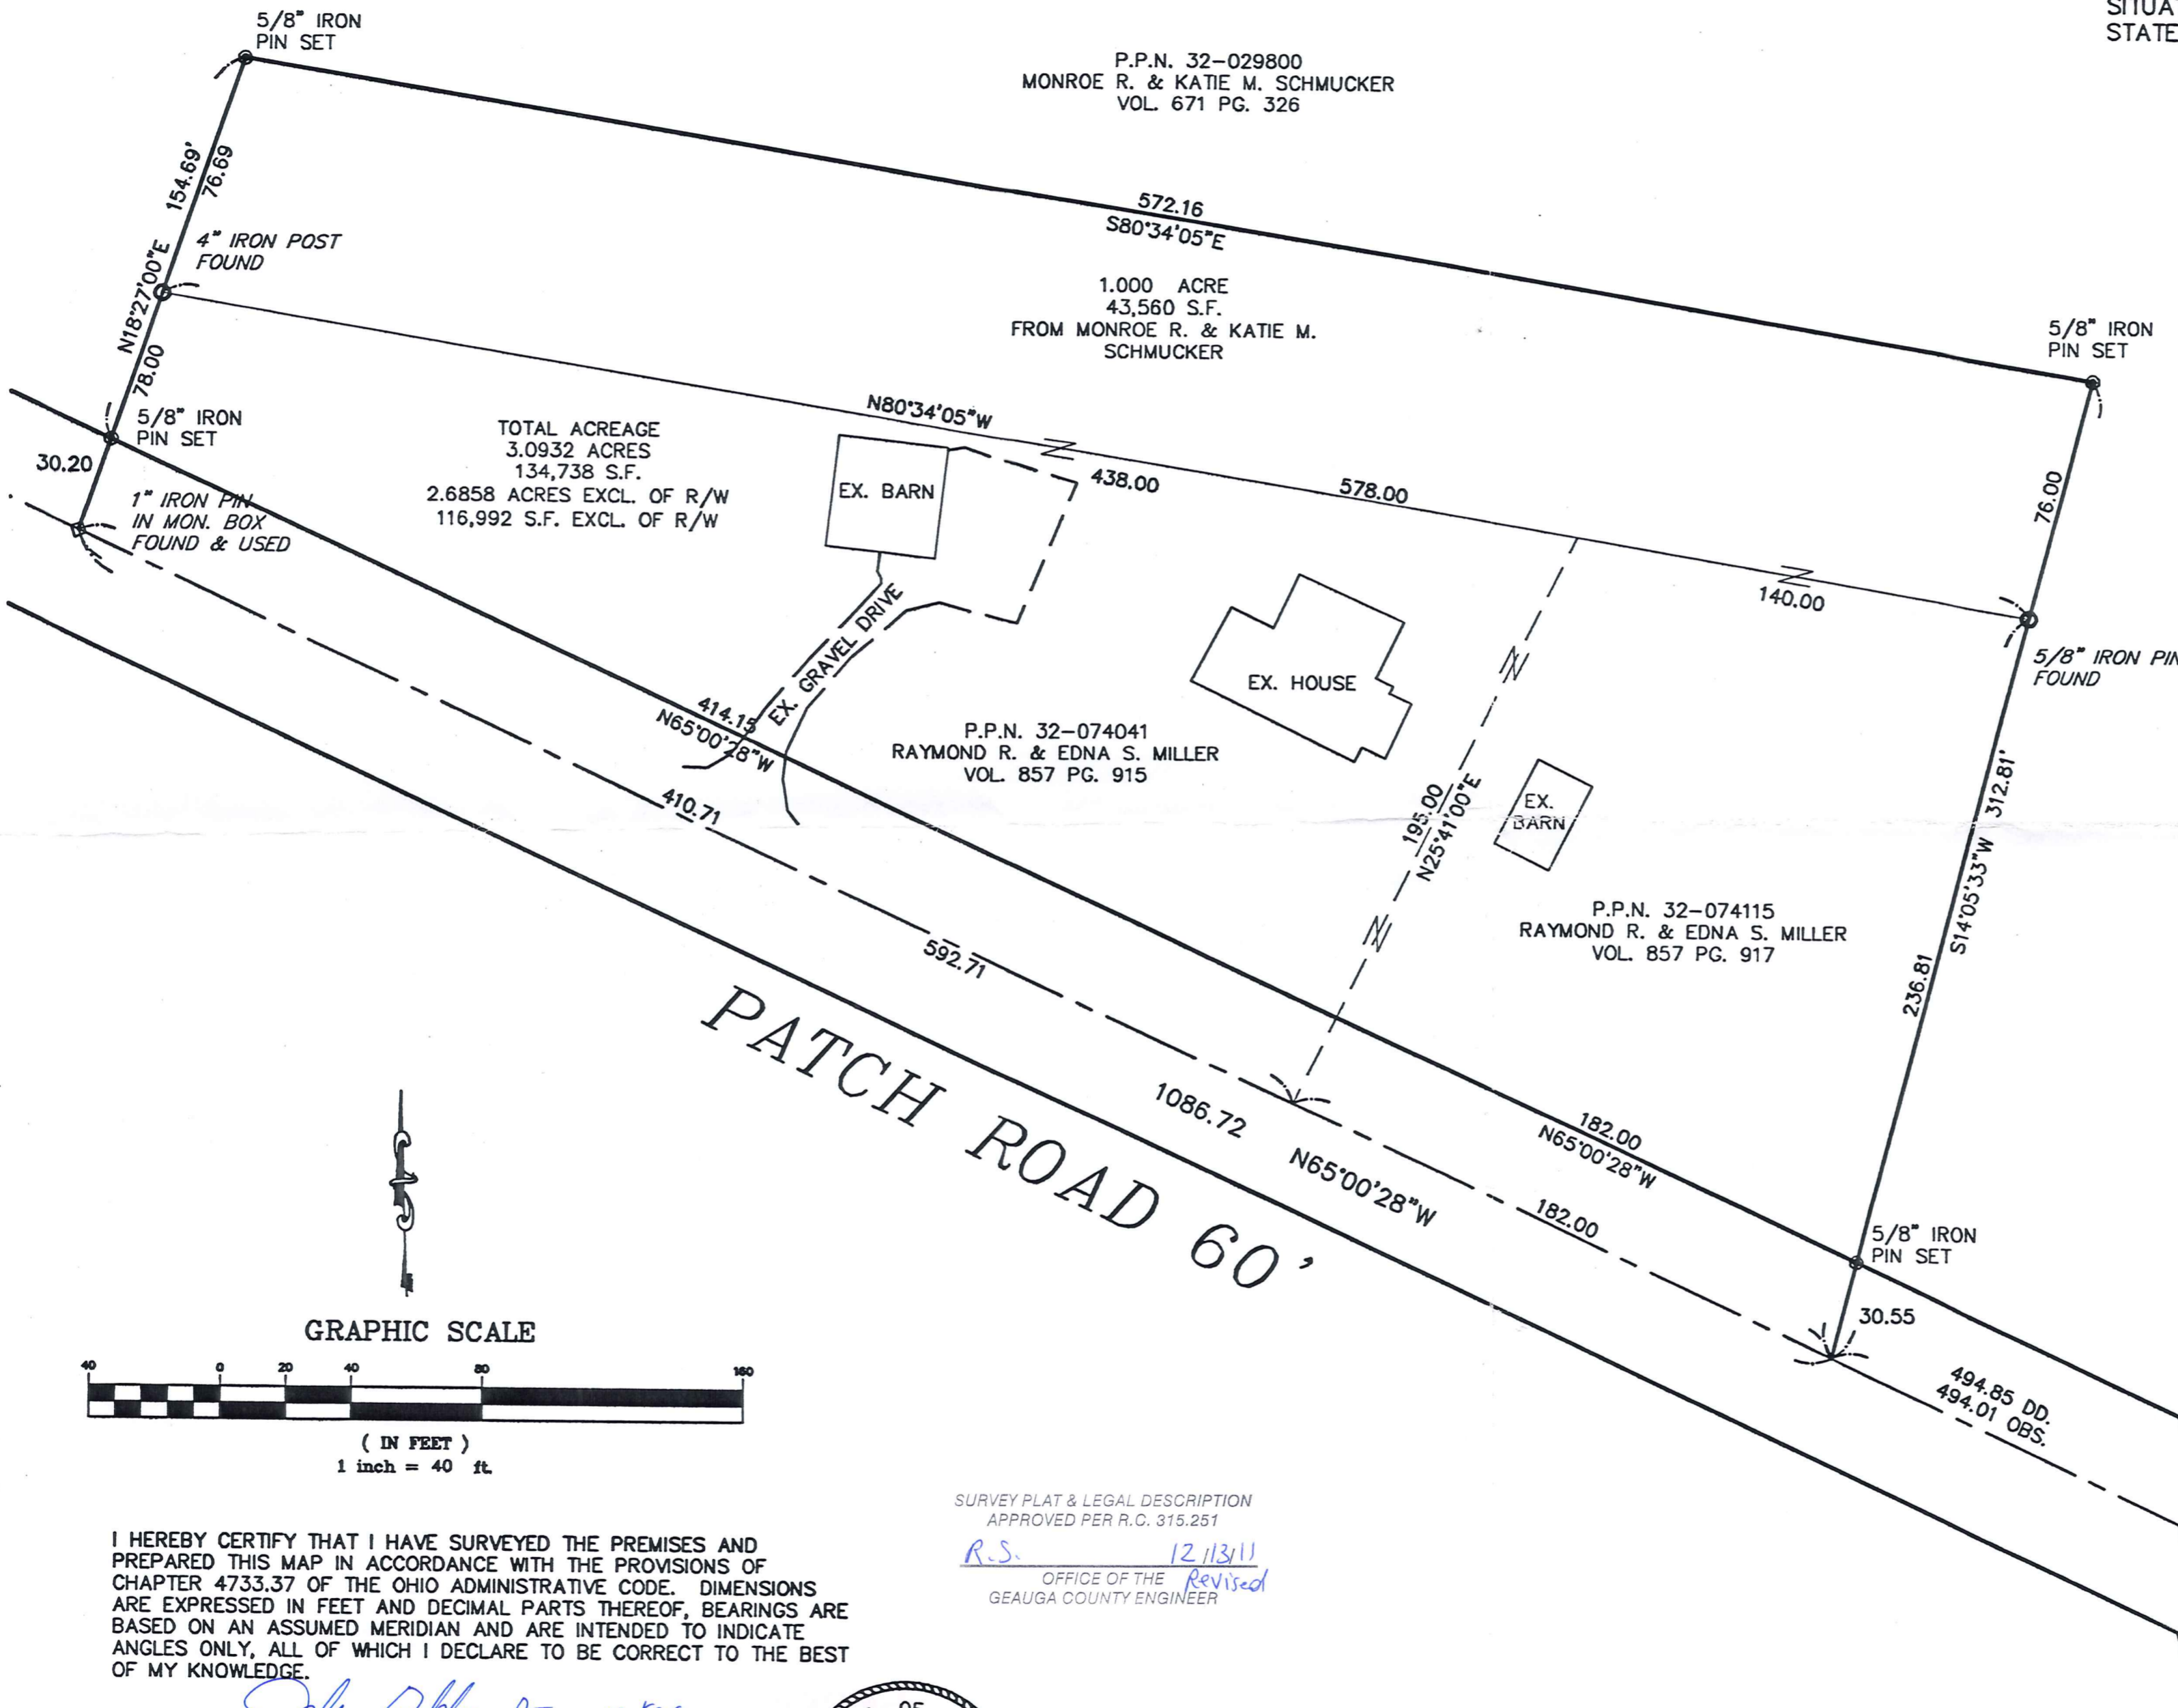 SITUA
STATE
5/8" IRON
PIN SET
P.P.N. 32-029800
MONROE R. & KATIE M. SCHMUCKER
VOL. 671 PG. 326
154.69'
76.69
572.16
S80°34'05"E
4" IRON POST
FOUND
N18°27'00"E
78.00
1.000 ACRE
43,560 S.F.
FROM MONROE R. & KATIE M.
SCHMUCKER
5/8" IRON
PIN SET
5/8" IRON
PIN SET
30.20
1" IRON PIN
IN MON. BOX
FOUND & USED
TOTAL ACREAGE
3.0932 ACRES
134,738 S.F.
2.6858 ACRES EXCL. OF R/W
116,992 S.F. EXCL. OF R/W
N80°34'05"W
EX. BARN
438.00
578.00
76.00
140.00
5/8" IRON PIN
FOUND
EX. GRAVEL DRIVE
EX. HOUSE
414.15
N65°00'28"W
P.P.N. 32-074041
RAYMOND R. & EDNA S. MILLER
VOL. 857 PG. 915
410.71
195.00
N25°41'00"E
EX.
BARN
S14°05'33"W 312.81'
P.P.N. 32-074115
RAYMOND R. & EDNA S. MILLER
VOL. 857 PG. 917
592.71
236.81
PATCH ROAD 60'
1086.72 N65°00'28"W
182.00
N65°00'28"W
182.00
5/8" IRON
PIN SET
30.55
494.85 DD.
494.01 OBS.
GRAPHIC SCALE
40 0 20 40 80 160
( IN FEET )
1 inch = 40 ft.
SURVEY PLAT & LEGAL DESCRIPTION
APPROVED PER R.C. 315.251
R.S. 12/13/11
OFFICE OF THE Revised
GEAUGA COUNTY ENGINEER
I HEREBY CERTIFY THAT I HAVE SURVEYED THE PREMISES AND
PREPARED THIS MAP IN ACCORDANCE WITH THE PROVISIONS OF
CHAPTER 4733.37 OF THE OHIO ADMINISTRATIVE CODE. DIMENSIONS
ARE EXPRESSED IN FEET AND DECIMAL PARTS THEREOF, BEARINGS ARE
BASED ON AN ASSUMED MERIDIAN AND ARE INTENDED TO INDICATE
ANGLES ONLY, ALL OF WHICH I DECLARE TO BE CORRECT TO THE BEST
OF MY KNOWLEDGE.